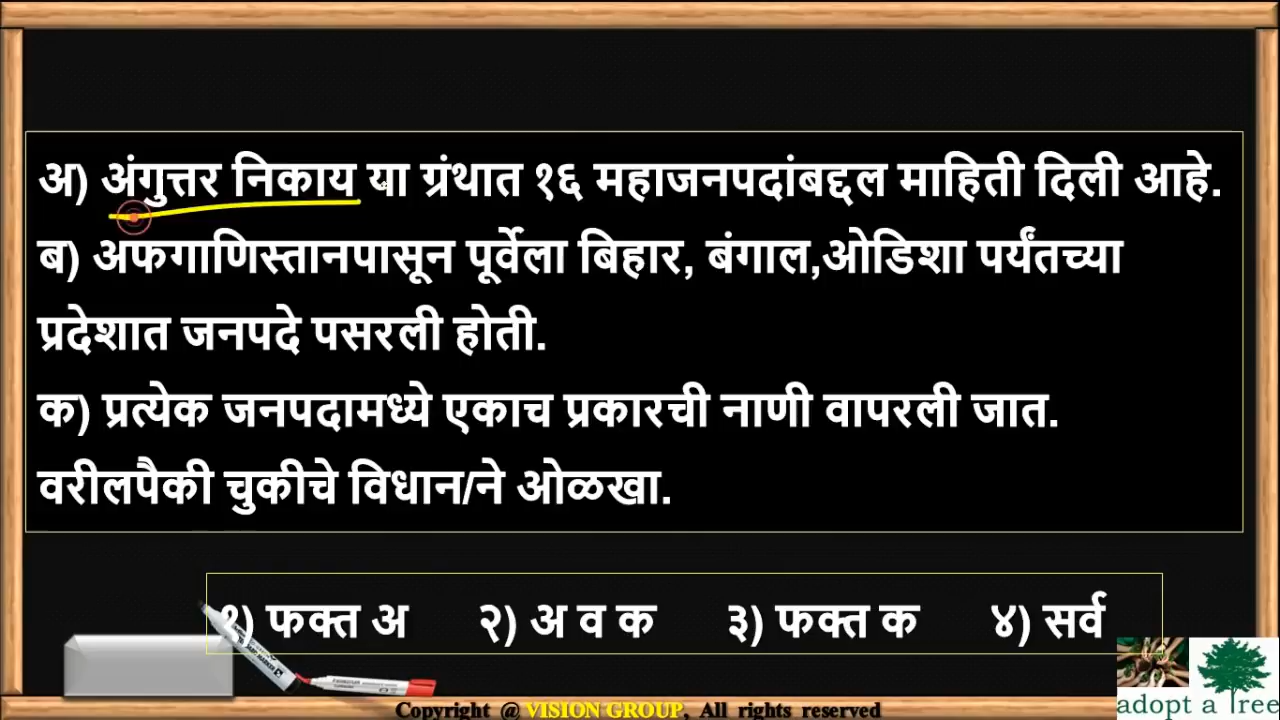 अ) अंगुत्तर निकाय या ग्रंथात १६ महाजनपदांबद्दल माहिती दिली आहे.
ब) अफगाणिस्तानपासून पूर्वेला बिहार, बंगाल,ओडिशा पर्यंतच्या
प्रदेशात जनपदे पसरली होती.
क) प्रत्येक जनपदामध्ये एकाच प्रकारची नाणी वापरली जात.
वरीलपैकी चुकीचे विधान/ने ओळखा.
१) फक्त अ २) अ व क ३) फक्त क ४) सर्व
adopt a Tree
Copyright @ VISION GROUP, All rights reserved